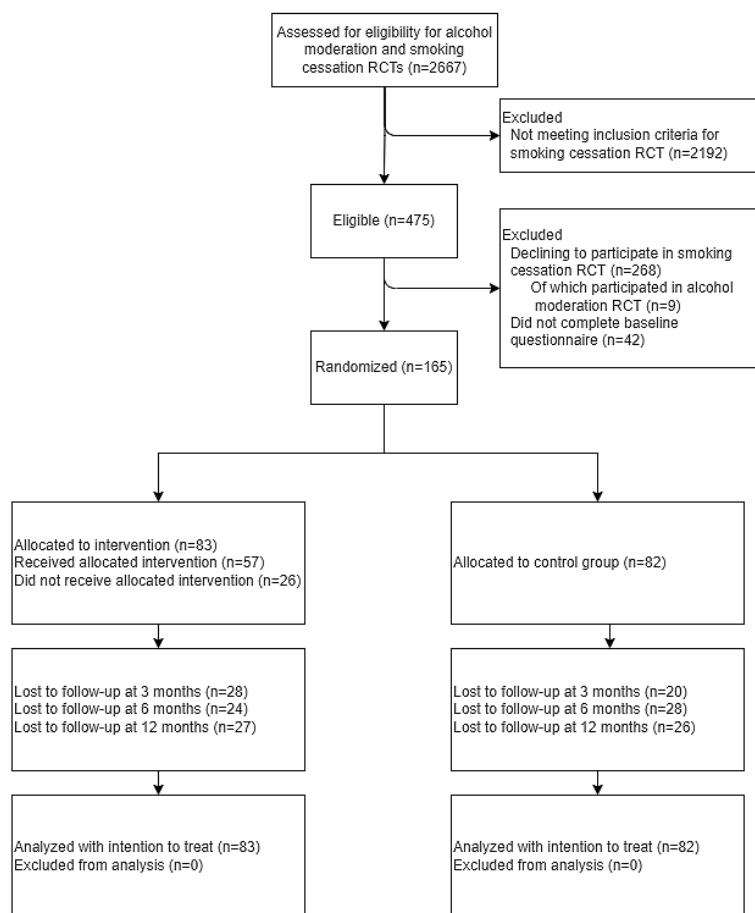 Assessed for eligibility for alcohol
moderation and smoking
cessation RCTs (n=2667)
Excluded
Not meeting inclusion criteria for
smoking cessation RCT (n=2192)
Eligible (n=475)
Excluded
Declining to participate in smoking
cessation RCT (n=268)
Of which participated in alcohol
moderation RCT (n=9)
Did not complete baseline
questionnaire (n=42)
Randomized (n=165)
Allocated to intervention (n=83)
Received allocated intervention (n=57)
Did not receive allocated intervention (n=26)
Allocated to control group (n=82)
Lost to follow-up at 3 months (n=28)
Lost to follow-up at 6 months (n=24)
Lost to follow-up at 12 months (n=27)
Lost to follow-up at 3 months (n=20)
Lost to follow-up at 6 months (n=28)
Lost to follow-up at 12 months (n=26)
Analyzed with intention to treat (n=83)
Excluded from analysis (n=0)
Analyzed with intention to treat (n=82)
Excluded from analysis (n=0)